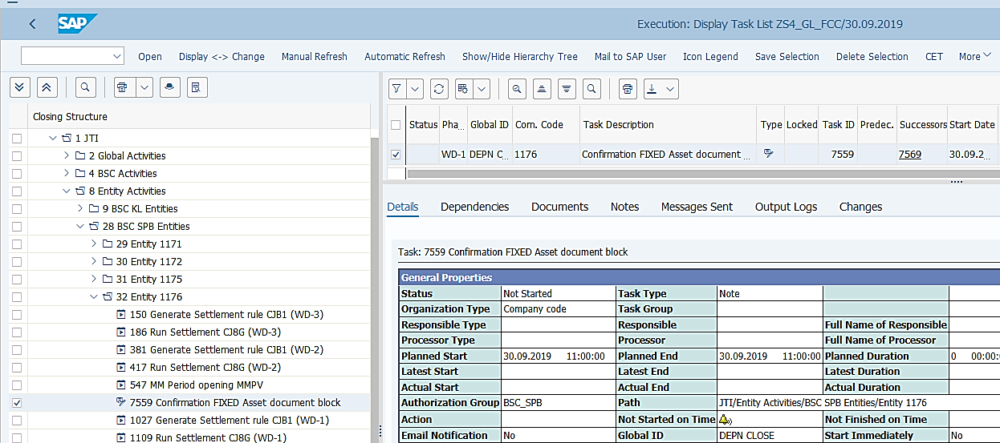 SAP
Execution: Display Task List ZS4_GL_FCC/30.09.2019
Open Display <-> Change Manual Refresh Automatic Refresh Show/Hide Hierarchy Tree Mail to SAP User Icon Legend Save Selection Delete Selection CET More
Closing Structure
1 JTI
2 Global Activities
4 BSC Activities
8 Entity Activities
9 BSC KL Entities
28 BSC SPB Entities
29 Entity 1171
30 Entity 1172
31 Entity 1175
32 Entity 1176
150 Generate Settlement rule CJB1 (WD-3)
186 Run Settlement CJ8G (WD-3)
381 Generate Settlement rule CJB1 (WD-2)
417 Run Settlement CJ8G (WD-2)
547 MM Period opening MMPV
7559 Confirmation FIXED Asset document block
1027 Generate Settlement rule CJB1 (WD-1)
1109 Run Settlement CJ8G (WD-1)
Status Pha... Global ID Com. Code Task Description Type Locked Task ID Predec. Successors Start Date
WD-1 DEPN C... 1176 Confirmation FIXED Asset document ... 7559 7569 30.09.2...
Details Dependencies Documents Notes Messages Sent Output Logs Changes
Task: 7559 Confirmation FIXED Asset document block
General Properties
Status Not Started Task Type Note
Organization Type Company code Task Group
Responsible Type Responsible Full Name of Responsible
Processor Type Processor Full Name of Processor
Planned Start 30.09.2019 11:00:00 Planned End 30.09.2019 11:00:00 Planned Duration 0 00:00:
Latest Start Latest End Latest Duration
Actual Start Actual End Actual Duration
Authorization Group BSC_SPB Path JTI/Entity Activities/BSC SPB Entities/Entity 1176
Action Not Started on Time Not Finished on Time
Email Notification No Global ID DEPN CLOSE Start Immediately No